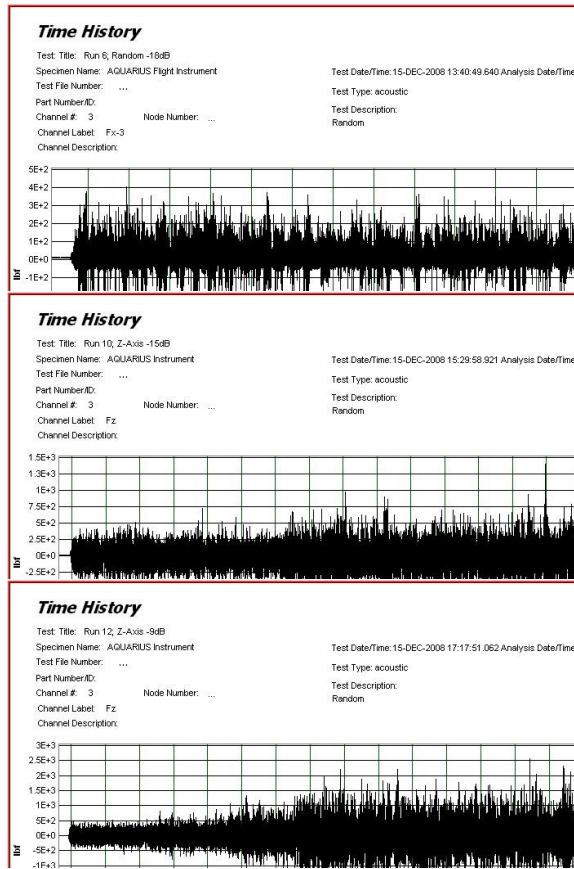 Time History
Test Title: Run 6; Random -18dB
Specimen Name: AQUARIUS Flight Instrument Test Date/Time: 15-DEC-2008 13:40:49.640 Analysis Date/Time
Test File Number: ... Test Type: acoustic
Part Number/ID: Test Description:
Channel #: 3 Node Number: ... Random
Channel Label: Fx-3
Channel Description:
5E+2
4E+2
3E+2
2E+2
1E+2
0E+0
-1E+2
lbf
Time History
Test Title: Run 10; Z-Axis -15dB
Specimen Name: AQUARIUS Instrument Test Date/Time: 15-DEC-2008 15:29:58.921 Analysis Date/Time
Test File Number: ... Test Type: acoustic
Part Number/ID: Test Description:
Channel #: 3 Node Number: ... Random
Channel Label: Fz
Channel Description:
1.5E+3
1.3E+3
1E+3
7.5E+2
5E+2
2.5E+2
0E+0
-2.5E+2
lbf
Time History
Test Title: Run 12; Z-Axis -9dB
Specimen Name: AQUARIUS Instrument Test Date/Time: 15-DEC-2008 17:17:51.062 Analysis Date/Time
Test File Number: ... Test Type: acoustic
Part Number/ID: Test Description:
Channel #: 3 Node Number: ... Random
Channel Label: Fz
Channel Description:
3E+3
2.5E+3
2E+3
1.5E+3
1E+3
5E+2
0E+0
-5E+2
-1E+3
lbf